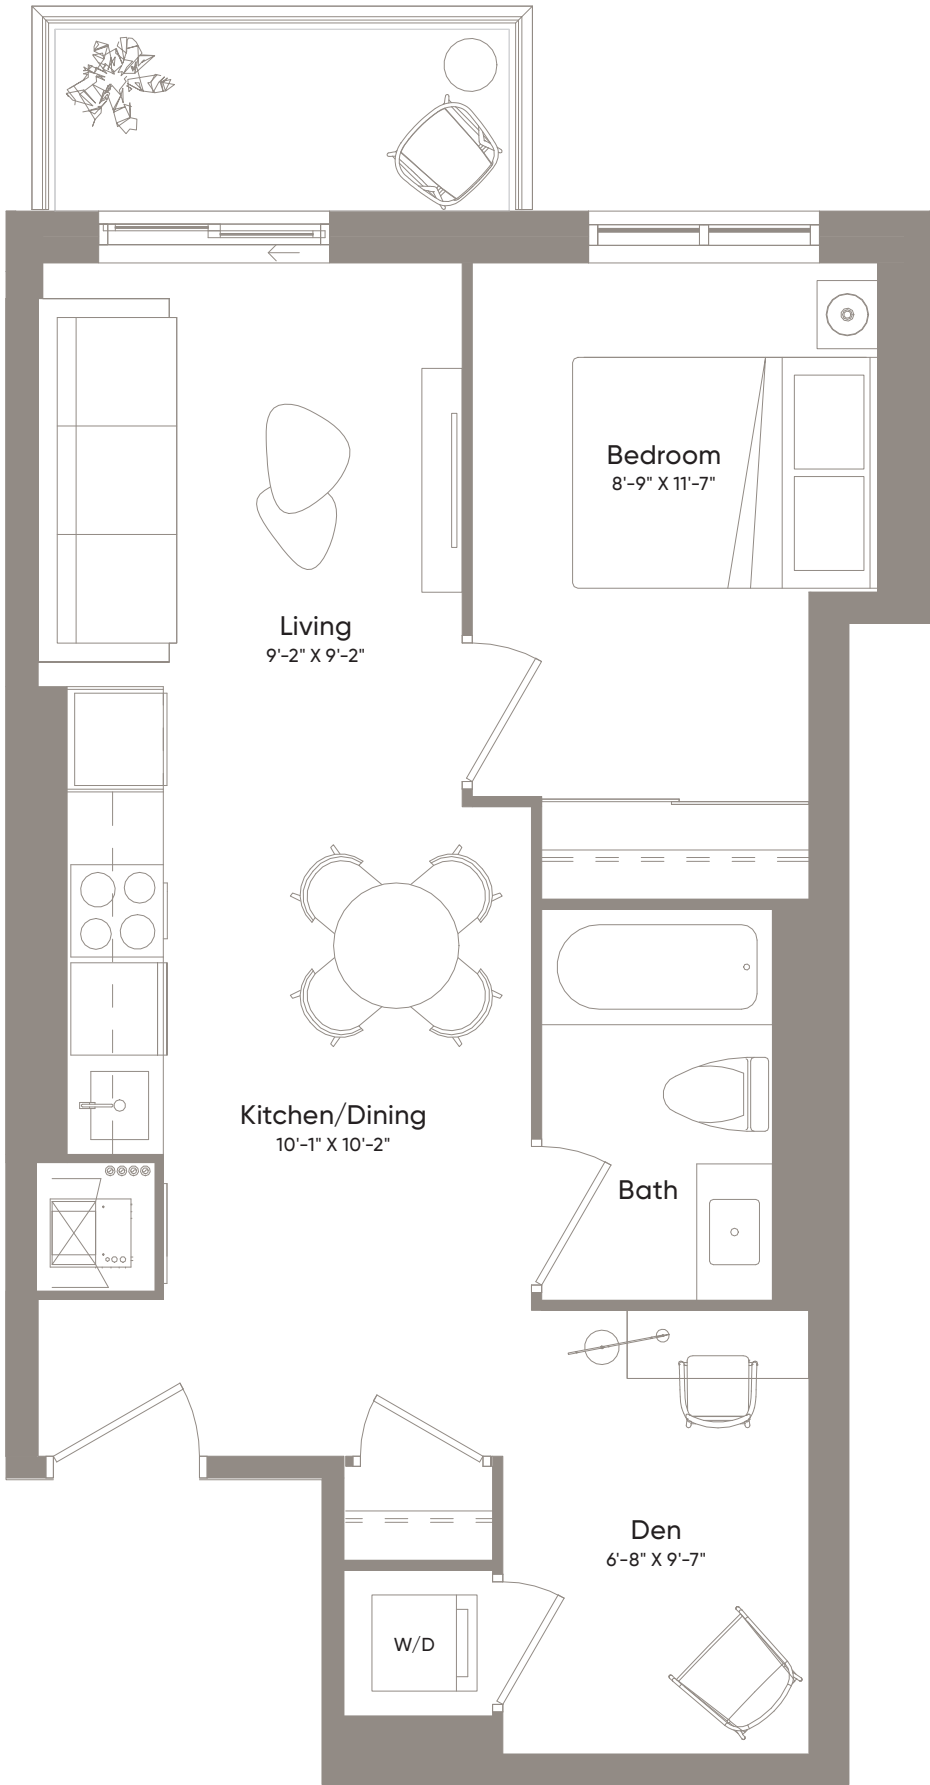 Bedroom
8'-9" X 11'-7"
Living
9'-2" X 9'-2"
Kitchen/Dining
10'-1" X 10'-2"
Bath
Den
6'-8" X 9'-7"
W/D